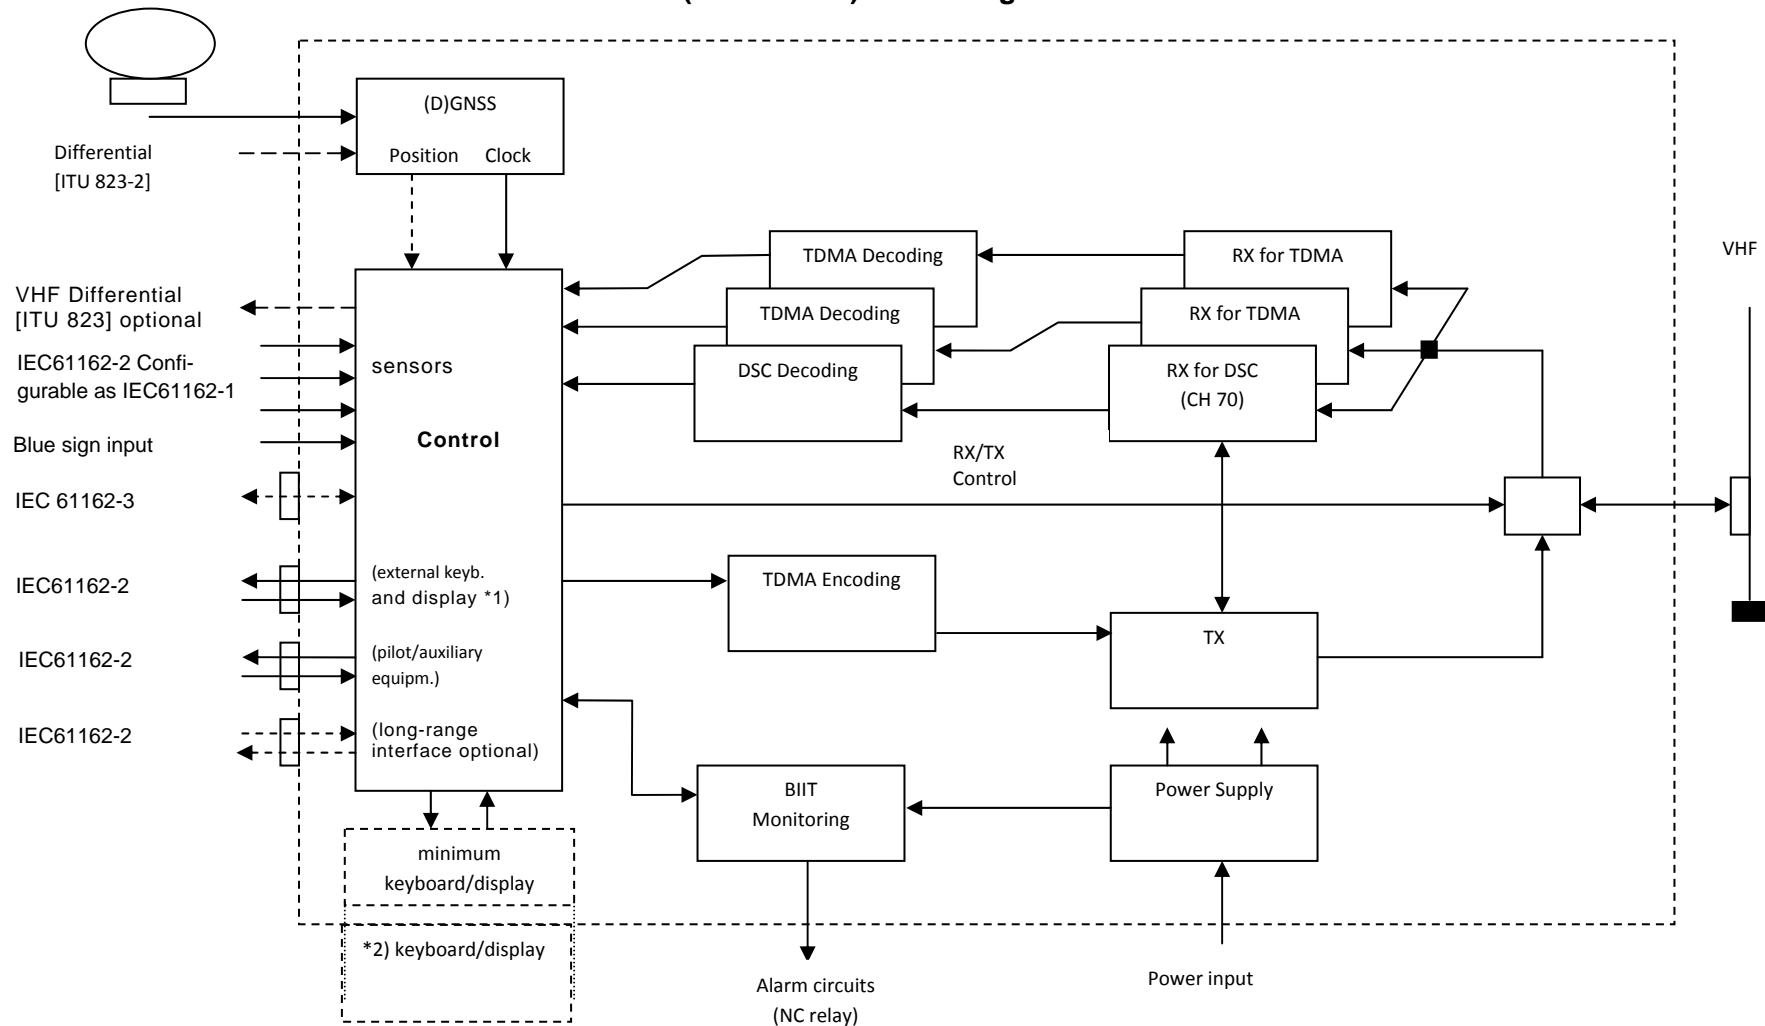 (D)GNSS
Position Clock
Differential
[ITU 823-2]
VHF Differential
[ITU 823] optional
IEC61162-2 Confi-
gurable as IEC61162-1
Blue sign input
IEC 61162-3
IEC61162-2
IEC61162-2
IEC61162-2
sensors
Control
(external keyb.
and display *1)
(pilot/auxiliary
equipm.)
(long-range
interface optional)
minimum
keyboard/display
*2) keyboard/display
TDMA Decoding
TDMA Decoding
DSC Decoding
RX for TDMA
RX for TDMA
RX for DSC
(CH 70)
RX/TX
Control
TDMA Encoding
TX
BIIT
Monitoring
Power Supply
Alarm circuits
(NC relay)
Power input
VHF